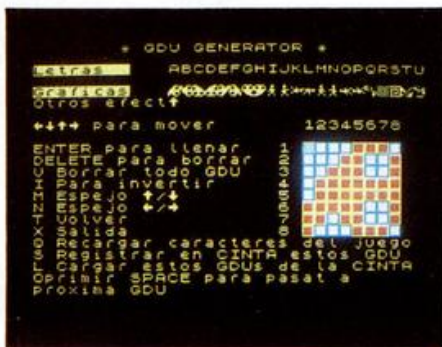 * GDU GENERATOR *
Letras ABCDEFGHIJKLMNOPQRSTU
Graficas
Otros efect↑
←↓↑→ para mover 12345678
ENTER para llenar 1
DELETE para borrar 2
V Borrar todo GDU 3
I Para invertir 4
M Espejo ↑/↓ 5
N Espejo ←/→ 6
T Volver 7
X Salida 8
Q Recargar caracteres del juego
S Registrar en CINTA estos GDU
L Cargar estos GDUs de la CINTA
Oprimir SPACE para pasat a
proxima GDU